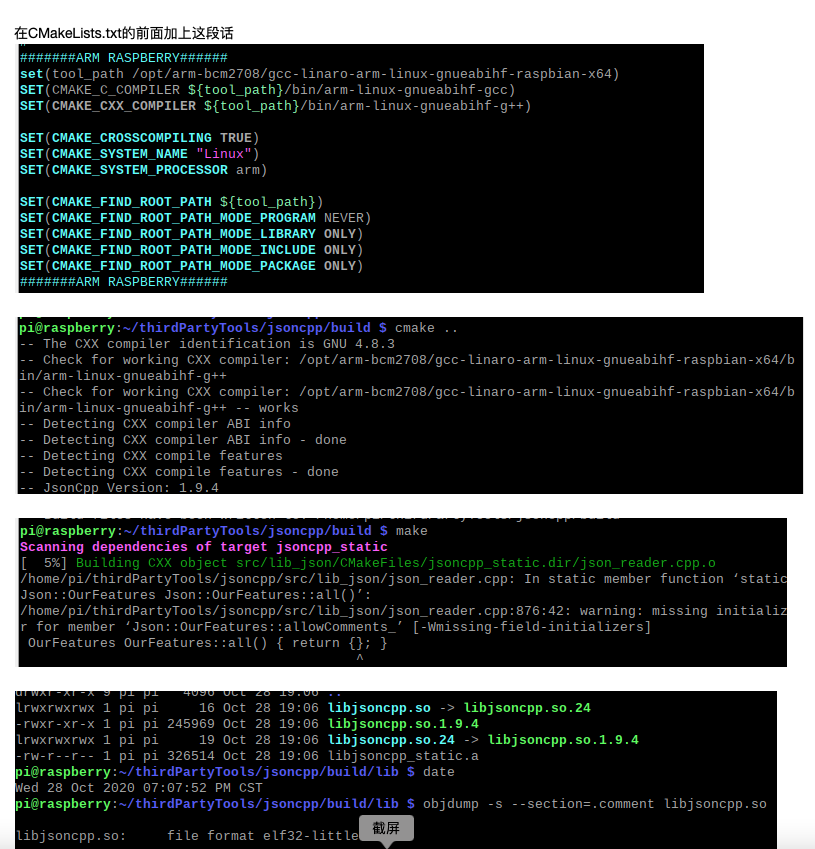 在CMakeLists.txt的前面加上这段话
#######ARM RASPBERRY######
set(tool_path /opt/arm-bcm2708/gcc-linaro-arm-linux-gnueabihf-raspbian-x64)
SET(CMAKE_C_COMPILER ${tool_path}/bin/arm-linux-gnueabihf-gcc)
SET(CMAKE_CXX_COMPILER ${tool_path}/bin/arm-linux-gnueabihf-g++)
SET(CMAKE_CROSSCOMPILING TRUE)
SET(CMAKE_SYSTEM_NAME "Linux")
SET(CMAKE_SYSTEM_PROCESSOR arm)
SET(CMAKE_FIND_ROOT_PATH ${tool_path})
SET(CMAKE_FIND_ROOT_PATH_MODE_PROGRAM NEVER)
SET(CMAKE_FIND_ROOT_PATH_MODE_LIBRARY ONLY)
SET(CMAKE_FIND_ROOT_PATH_MODE_INCLUDE ONLY)
SET(CMAKE_FIND_ROOT_PATH_MODE_PACKAGE ONLY)
#######ARM RASPBERRY######
pi@raspberry:~/thirdPartyTools/jsoncpp/build $ cmake ..
-- The CXX compiler identification is GNU 4.8.3
-- Check for working CXX compiler: /opt/arm-bcm2708/gcc-linaro-arm-linux-gnueabihf-raspbian-x64/b
in/arm-linux-gnueabihf-g++
-- Check for working CXX compiler: /opt/arm-bcm2708/gcc-linaro-arm-linux-gnueabihf-raspbian-x64/b
in/arm-linux-gnueabihf-g++ -- works
-- Detecting CXX compiler ABI info
-- Detecting CXX compiler ABI info - done
-- Detecting CXX compile features
-- Detecting CXX compile features - done
-- JsonCpp Version: 1.9.4
pi@raspberry:~/thirdPartyTools/jsoncpp/build $ make
Scanning dependencies of target jsoncpp_static
[  5%] Building CXX object src/lib_json/CMakeFiles/jsoncpp_static.dir/json_reader.cpp.o
/home/pi/thirdPartyTools/jsoncpp/src/lib_json/json_reader.cpp: In static member function ‘static
Json::OurFeatures Json::OurFeatures::all()’:
/home/pi/thirdPartyTools/jsoncpp/src/lib_json/json_reader.cpp:876:42: warning: missing initializ
r for member ‘Json::OurFeatures::allowComments_’ [-Wmissing-field-initializers]
OurFeatures OurFeatures::all() { return {}; }
^
drwxr-xr-x 9 pi pi   4096 Oct 28 19:06 ..
lrwxrwxrwx 1 pi pi     16 Oct 28 19:06 libjsoncpp.so -> libjsoncpp.so.24
-rwxr-xr-x 1 pi pi 245969 Oct 28 19:06 libjsoncpp.so.1.9.4
lrwxrwxrwx 1 pi pi     19 Oct 28 19:06 libjsoncpp.so.24 -> libjsoncpp.so.1.9.4
-rw-r--r-- 1 pi pi 326514 Oct 28 19:06 libjsoncpp_static.a
pi@raspberry:~/thirdPartyTools/jsoncpp/build/lib $ date
Wed 28 Oct 2020 07:07:52 PM CST
pi@raspberry:~/thirdPartyTools/jsoncpp/build/lib $ objdump -s --section=.comment libjsoncpp.so
libjsoncpp.so:     file format elf32-little
截屏